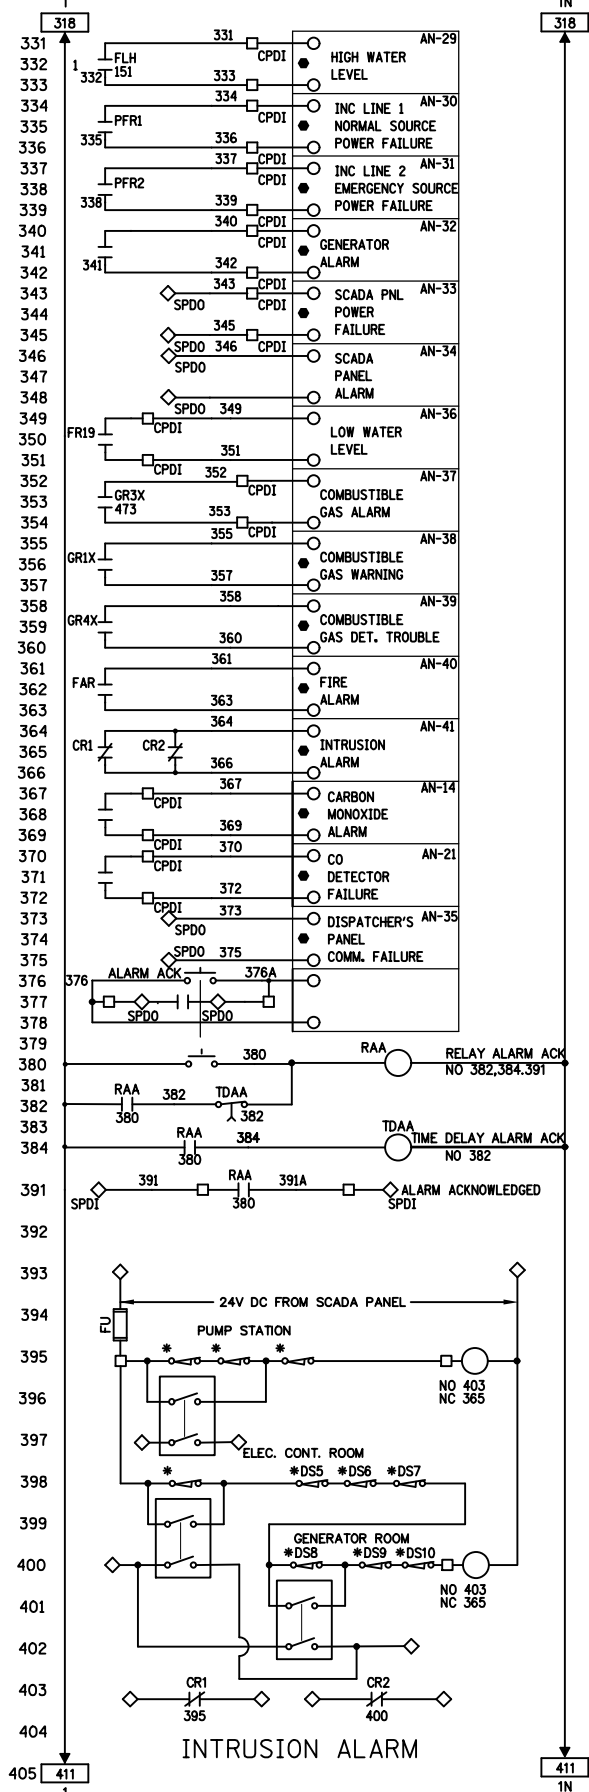 1 1N
318 318
331 331 CPDI AN-29
332 1 FLH 151 HIGH WATER
333 332 333 CPDI LEVEL
334 334 CPDI AN-30
INC LINE 1
335 PFR1 NORMAL SOURCE
336 335 336 CPDI POWER FAILURE
337 337 CPDI AN-31
INC LINE 2
338 PFR2 EMERGENCY SOURCE
339 338 339 CPDI POWER FAILURE
340 340 CPDI AN-32
341 GENERATOR
342 341 342 CPDI ALARM
343 SPDO 343 CPDI SCADA PNL AN-33
344 POWER
345 SPDO 345 CPDI FAILURE
346 SPDO 346 SCADA AN-34
347 PANEL
348 SPDO ALARM
349 CPDI 349 AN-36
350 FR19 LOW WATER
351 CPDI 351 LEVEL
352 352 CPDI AN-37
353 GR3X 473 COMBUSTIBLE
354 353 CPDI GAS ALARM
355 355 AN-38
356 GR1X COMBUSTIBLE
357 357 GAS WARNING
358 358 AN-39
359 GR4X COMBUSTIBLE
360 360 GAS DET. TROUBLE
361 361 AN-40
362 FAR FIRE
363 363 ALARM
364 364 AN-41
365 CR1 CR2 INTRUSION
366 366 ALARM
367 CPDI 367 CARBON AN-14
368 MONOXIDE
369 CPDI 369 ALARM
370 CPDI 370 CO AN-21
371 DETECTOR
372 CPDI 372 FAILURE
373 SPDO 373 DISPATCHER'S AN-35
374 PANEL
375 SPDO 375 COMM. FAILURE
376 376 ALARM ACK 376A
377 SPDO SPDO
378
379
380 380 RAA RELAY ALARM ACK
NO 382,384.391
381
382 RAA 380 382 TDAA 382
383
384 RAA 380 384 TDAA TIME DELAY ALARM ACK
NO 382
391 SPDI 391 RAA 380 391A SPDI ALARM ACKNOWLEDGED
392
393
394 FU 24V DC FROM SCADA PANEL
PUMP STATION
395 * * *
396 NO 403
NC 365
397
ELEC. CONT. ROOM
398 * *DS5 *DS6 *DS7
399
GENERATOR ROOM
400 *DS8 *DS9 *DS10
401 NO 403
NC 365
402
403 CR1 395 CR2 400
404
INTRUSION ALARM
405 411 411
1 1N